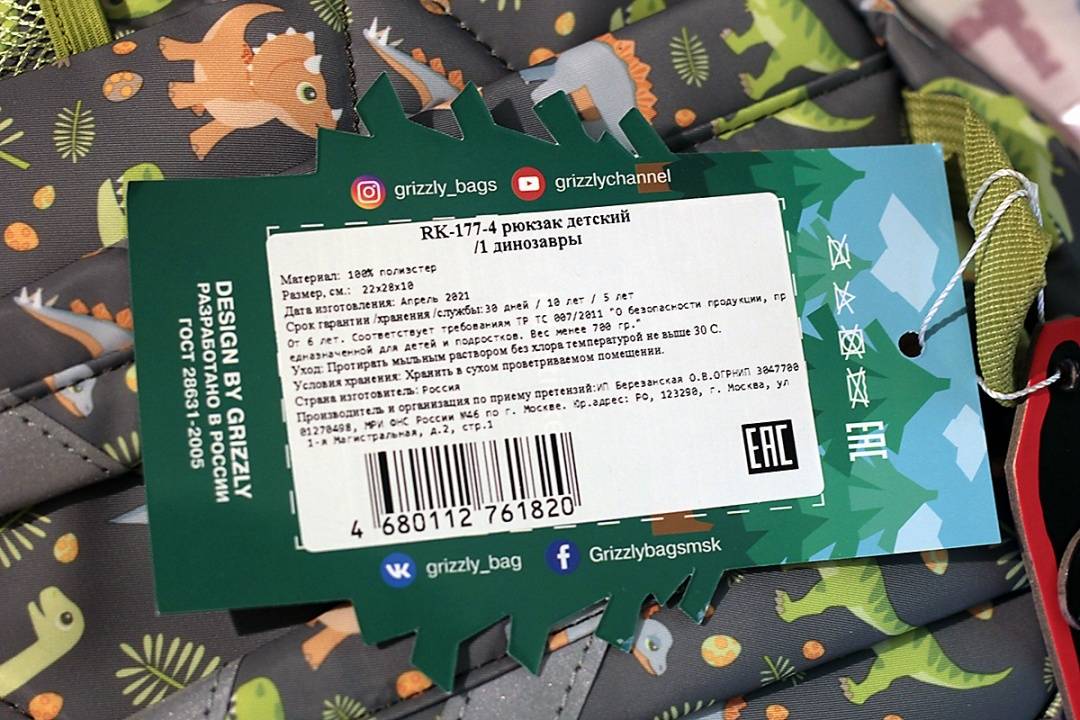 grizzly_bags grizzlychannel
RK-177-4 рюкзак детский
/1 динозавры
Материал: 100% полиэстер
Размер, см.: 22x28x10
Дата изготовления: Апрель 2021
Срок гарантии /хранения /службы:30 дней / 10 лет / 5 лет
От 6 лет. Соответствует требованиям ТР ТС 007/2011 "О безопасности продукции, пр
едназначенной для детей и подростков. Вес менее 700 гр."
Уход: Протирать мыльным раствором без хлора температурой не выше 30 С.
Условия хранения: Хранить в сухом проветриваемом помещении.
Страна изготовитель: Россия
Производитель и организация по приему претензий:ИП Березанская О.В.ОГРНИП 3047700
01270498, МРИ ФНС России №46 по г. Москве. Юр.адрес: РФ, 123290, г. Москва, ул
1-я Магистральная, д.2, стр.1
4 680112 761820
EAC
grizzly_bag Grizzlybagsmsk
DESIGN BY GRIZZLY
РАЗРАБОТАНО В РОССИИ
ГОСТ 28631-2005
EAC